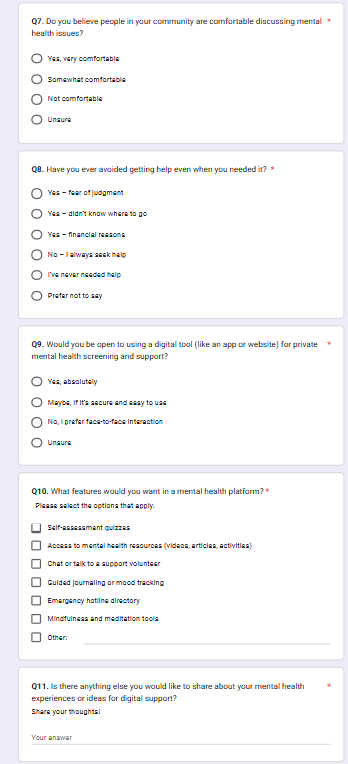 Q7. Do you believe people in your community are comfortable discussing mental *
health issues?
Yes, very comfortable
Somewhat comfortable
Not comfortable
Unsure
Q8. Have you ever avoided getting help even when you needed it? *
Yes – fear of judgment
Yes – didn't know where to go
Yes – financial reasons
No – I always seek help
I've never needed help
Prefer not to say
Q9. Would you be open to using a digital tool (like an app or website) for private *
mental health screening and support?
Yes, absolutely
Maybe, if it's secure and easy to use
No, I prefer face-to-face interaction
Unsure
Q10. What features would you want in a mental health platform? *
Please select the options that apply.
Self-assessment quizzes
Access to mental health resources (videos, articles, activities)
Chat or talk to a support volunteer
Guided journaling or mood tracking
Emergency hotline directory
Mindfulness and meditation tools
Other:
Q11. Is there anything else you would like to share about your mental health *
experiences or ideas for digital support?
Share your thoughts!
Your answer